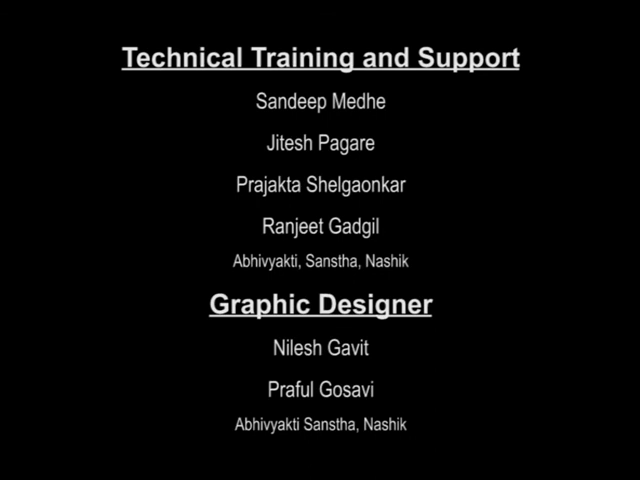 Technical Training and Support
Sandeep Medhe
Jitesh Pagare
Prajakta Shelgaonkar
Ranjeet Gadgil
Abhivyakti, Sanstha, Nashik
Graphic Designer
Nilesh Gavit
Praful Gosavi
Abhivyakti Sanstha, Nashik